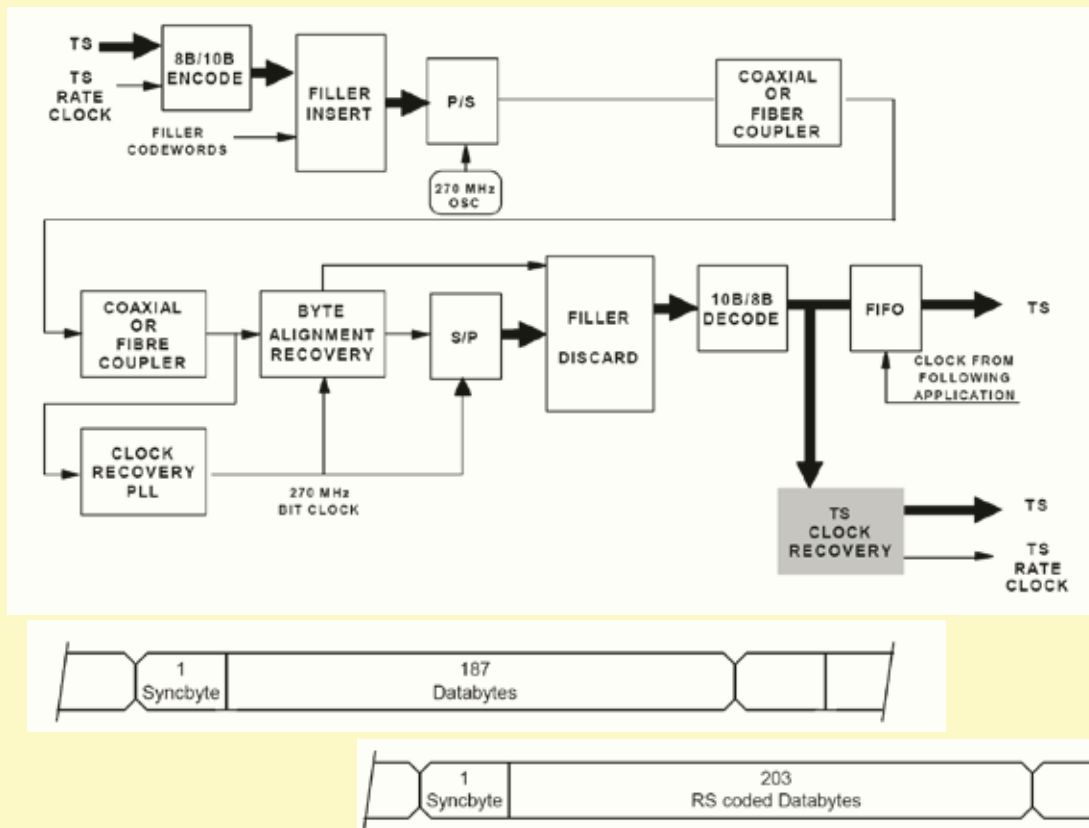 TS
TS
RATE
CLOCK
8B/10B
ENCODE
FILLER
CODEWORDS
FILLER
INSERT
P/S
270 MHz
OSC
COAXIAL
OR
FIBER
COUPLER
COAXIAL
OR
FIBRE
COUPLER
CLOCK
RECOVERY
PLL
BYTE
ALIGNMENT
RECOVERY
270 MHz
BIT CLOCK
S/P
FILLER
DISCARD
10B/8B
DECODE
FIFO
TS
CLOCK FROM
FOLLOWING
APPLICATION
TS
CLOCK
RECOVERY
TS
TS
RATE
CLOCK
1
Syncbyte
187
Databytes
1
Syncbyte
203
RS coded Databytes